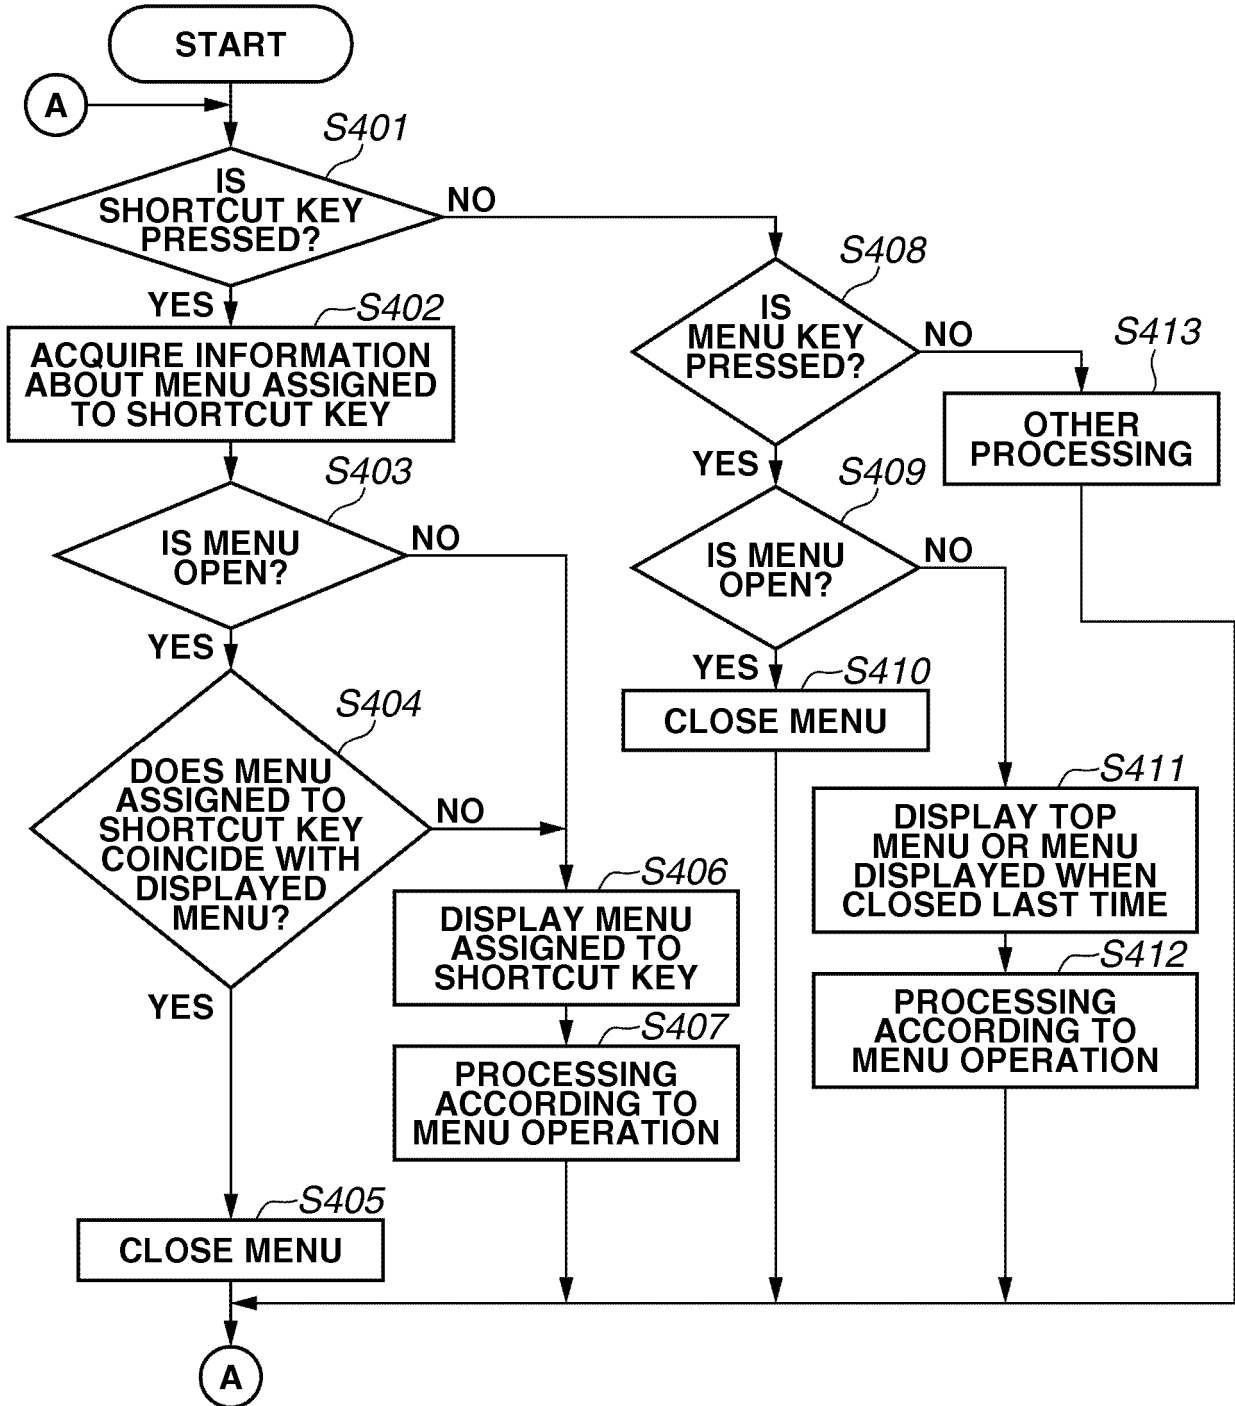 START
A
S401
IS
SHORTCUT KEY
PRESSED?
NO
YES
S402
ACQUIRE INFORMATION
ABOUT MENU ASSIGNED
TO SHORTCUT KEY
S403
IS MENU
OPEN?
NO
YES
S404
DOES MENU
ASSIGNED TO
SHORTCUT KEY
COINCIDE WITH
DISPLAYED
MENU?
NO
YES
S405
CLOSE MENU
A
S406
DISPLAY MENU
ASSIGNED TO
SHORTCUT KEY
S407
PROCESSING
ACCORDING TO
MENU OPERATION
S408
IS
MENU KEY
PRESSED?
NO
YES
S409
IS MENU
OPEN?
NO
YES
S410
CLOSE MENU
S411
DISPLAY TOP
MENU OR MENU
DISPLAYED WHEN
CLOSED LAST TIME
S412
PROCESSING
ACCORDING TO
MENU OPERATION
S413
OTHER
PROCESSING